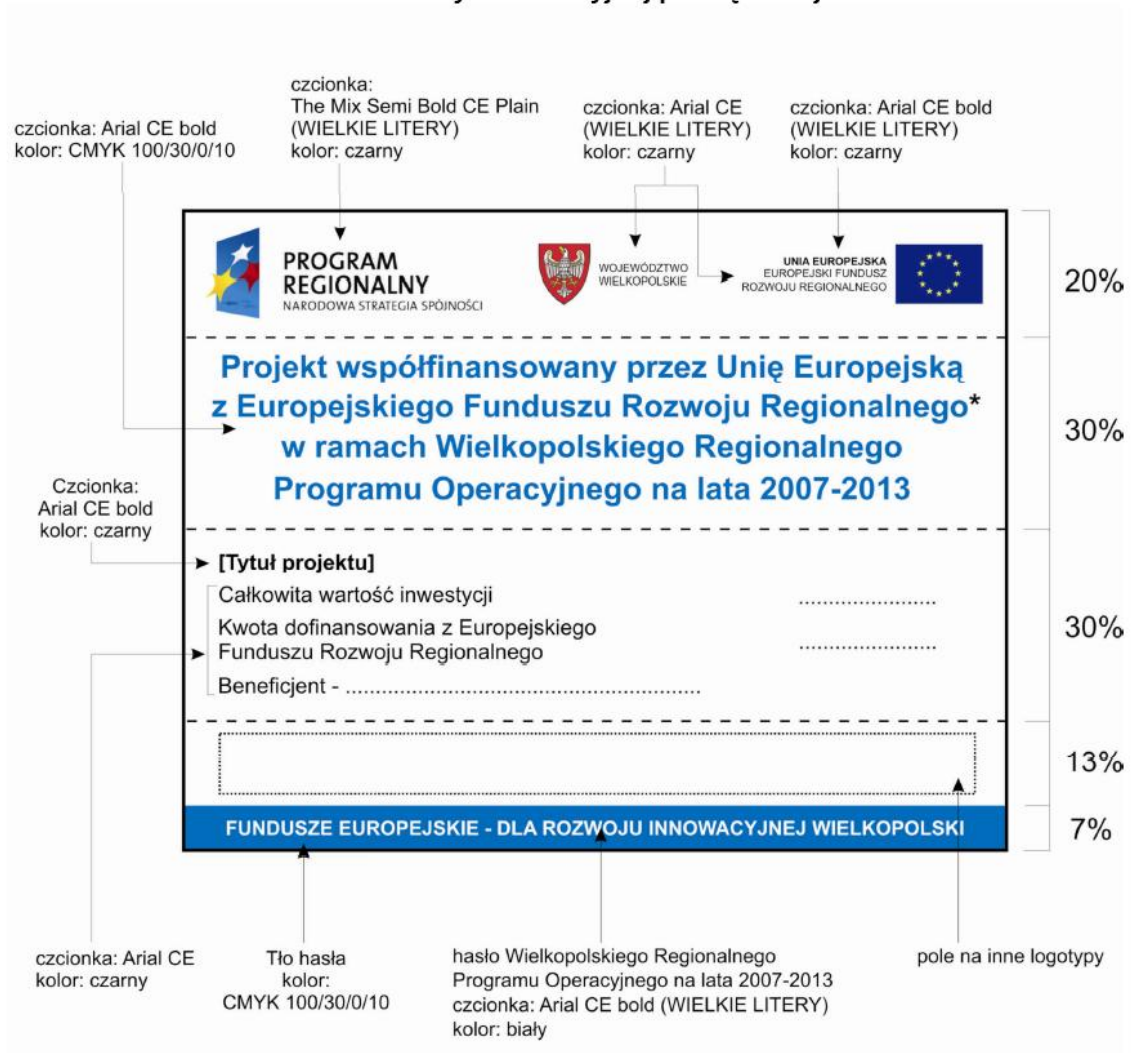 czcionka:
The Mix Semi Bold CE Plain
(WIELKIE LITERY)
kolor: czarny
czcionka: Arial CE
(WIELKIE LITERY)
kolor: czarny
czcionka: Arial CE bold
(WIELKIE LITERY)
kolor: czarny
czcionka: Arial CE bold
kolor: CMYK 100/30/0/10
PROGRAM
REGIONALNY
NARODOWA STRATEGIA SPÓJNOŚCI
WOJEWÓDZTWO
WIELKOPOLSKIE
UNIA EUROPEJSKA
EUROPEJSKI FUNDUSZ
ROZWOJU REGIONALNEGO
20%
Projekt współfinansowany przez Unię Europejską
z Europejskiego Funduszu Rozwoju Regionalnego*
w ramach Wielkopolskiego Regionalnego
Programu Operacyjnego na lata 2007-2013
30%
Czcionka:
Arial CE bold
kolor: czarny
[Tytuł projektu]
Całkowita wartość inwestycji ........................
Kwota dofinansowania z Europejskiego
Funduszu Rozwoju Regionalnego ........................
Beneficjent - .............................................................
30%
13%
FUNDUSZE EUROPEJSKIE - DLA ROZWOJU INNOWACYJNEJ WIELKOPOLSKI
7%
czcionka: Arial CE
kolor: czarny
Tło hasła
kolor:
CMYK 100/30/0/10
hasło Wielkopolskiego Regionalnego
Programu Operacyjnego na lata 2007-2013
czcionka: Arial CE bold (WIELKIE LITERY)
kolor: biały
pole na inne logotypy